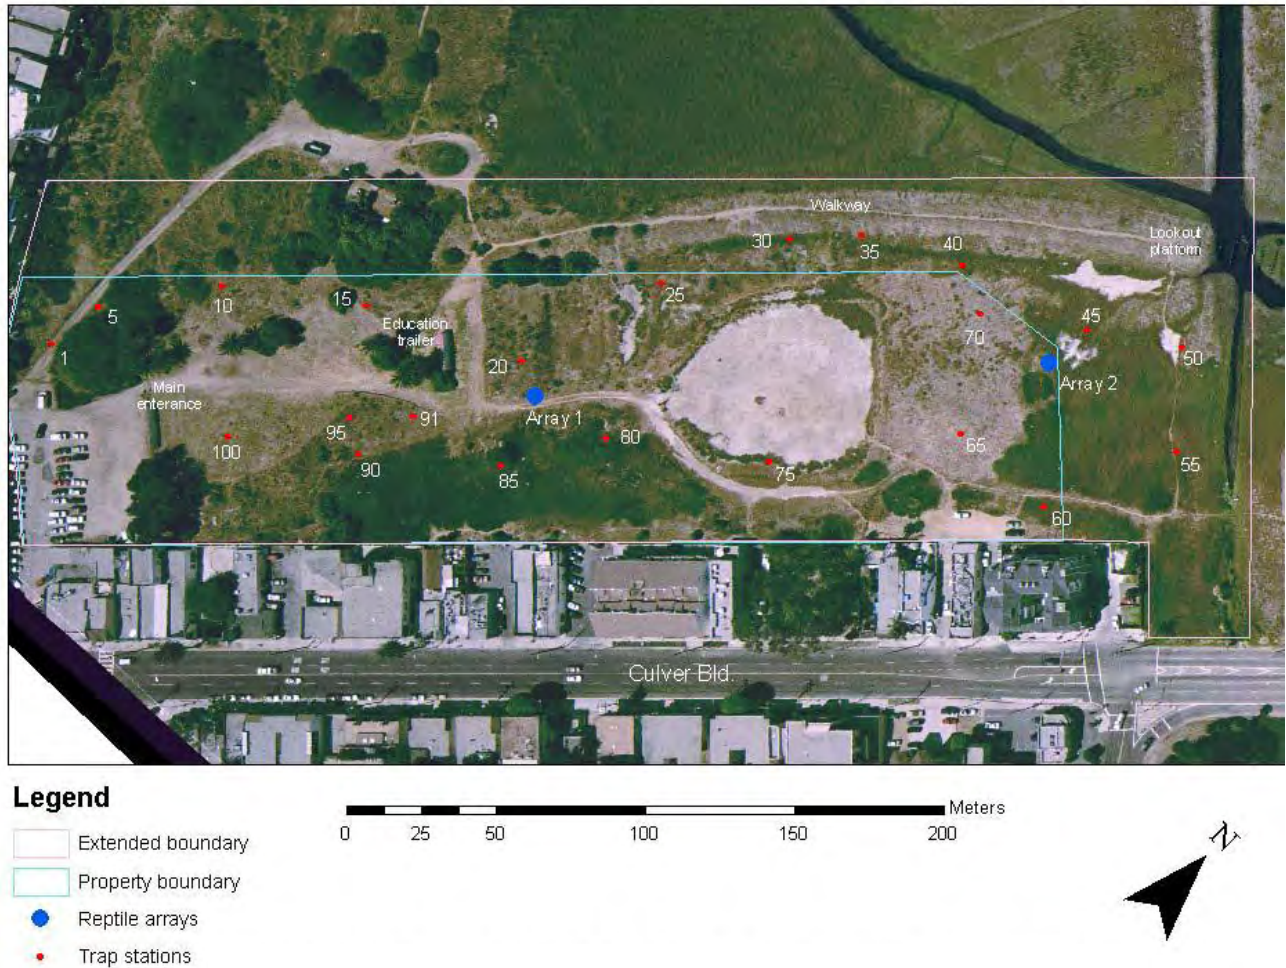 Walkway
Lookout
platform
30
35
40
5
10
15
25
45
70
1
Education
trailer
50
20
Array 2
Main
enterance
91
Array 1
95
80
100
90
85
65
75
55
60
Culver Bld.
Legend
Extended boundary
Property boundary
Reptile arrays
Trap stations
Meters
0 25 50 100 150 200
N